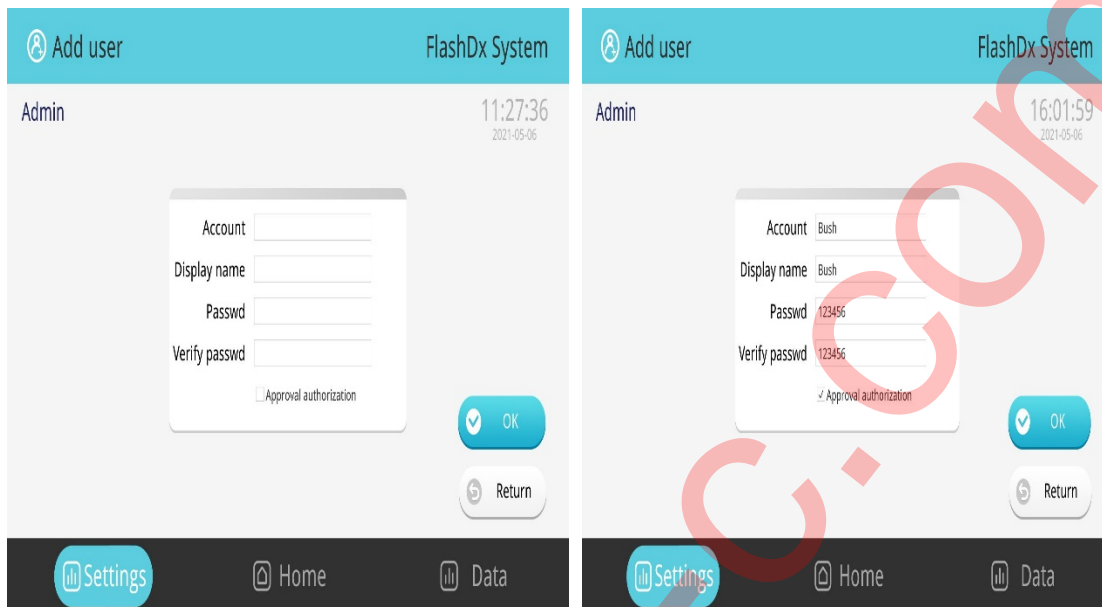 Add user FlashDx System
Admin 11:27:36
2021-05-06
Account
Display name
Passwd
Verify passwd
Approval authorization
OK
Return
Settings Home Data
Add user FlashDx System
Admin 16:01:59
2021-05-06
Account Bush
Display name Bush
Passwd 123456
Verify passwd 123456
✓ Approval authorization
OK
Return
Settings Home Data
c.com